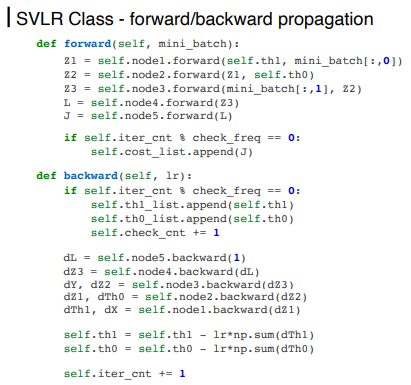 SVLR Class - forward/backward propagation
def forward(self, mini_batch):
Z1 = self.node1.forward(self.th1, mini_batch[:,0])
Z2 = self.node2.forward(Z1, self.th0)
Z3 = self.node3.forward(mini_batch[:,1], Z2)
L = self.node4.forward(Z3)
J = self.node5.forward(L)
if self.iter_cnt % check_freq == 0:
self.cost_list.append(J)
def backward(self, lr):
if self.iter_cnt % check_freq == 0:
self.th1_list.append(self.th1)
self.th0_list.append(self.th0)
self.check_cnt += 1
dL = self.node5.backward(1)
dZ3 = self.node4.backward(dL)
dY, dZ2 = self.node3.backward(dZ3)
dZ1, dTh0 = self.node2.backward(dZ2)
dTh1, dX = self.node1.backward(dZ1)
self.th1 = self.th1 - lr*np.sum(dTh1)
self.th0 = self.th0 - lr*np.sum(dTh0)
self.iter_cnt += 1